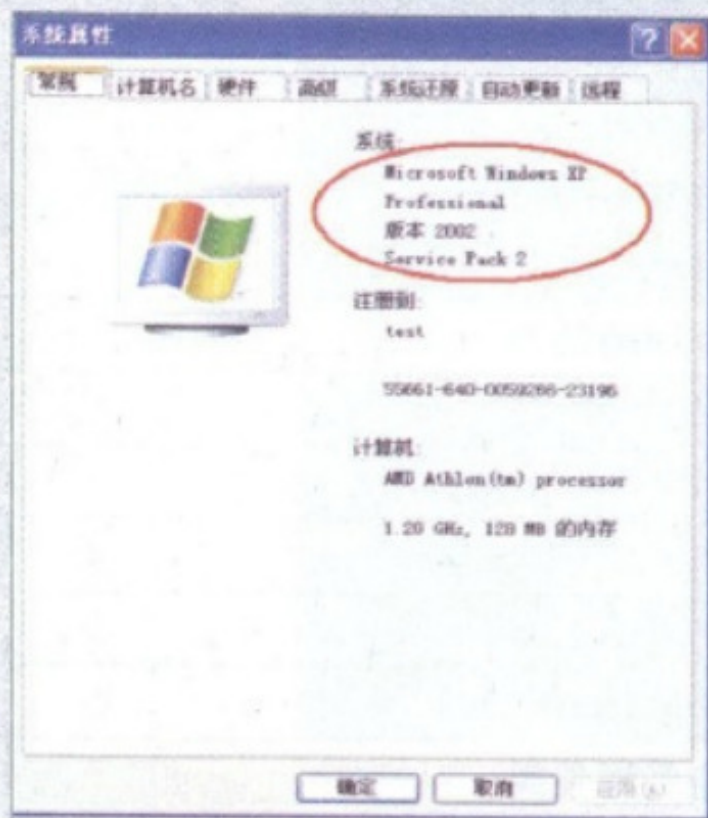 系统属性
常规 计算机名 硬件 高级 系统还原 自动更新 远程
系统:
Microsoft Windows XP
Professional
版本 2002
Service Pack 2
注册到:
test
55661-640-0059266-23196
计算机:
AMD Athlon(tm) processor
1.20 GHz, 128 MB 的内存
确定 取消 应用(A)